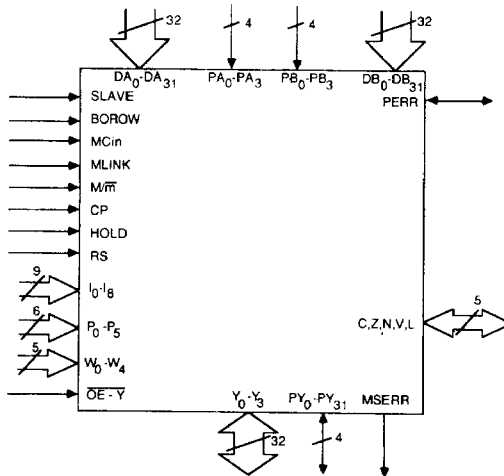 32 4 4 32
DA0-DA31 PA0-PA3 PB0-PB3 DB0-DB31
SLAVE PERR
BOROW
MCin
MLINK
M/m̅
CP
HOLD
RS
9
I0-I8
6
P0-P5 C,Z,N,V,L 5
5
W0-W4
O̅E̅-̅Y̅ Y0-Y3 PY0-PY31 MSERR
32 4